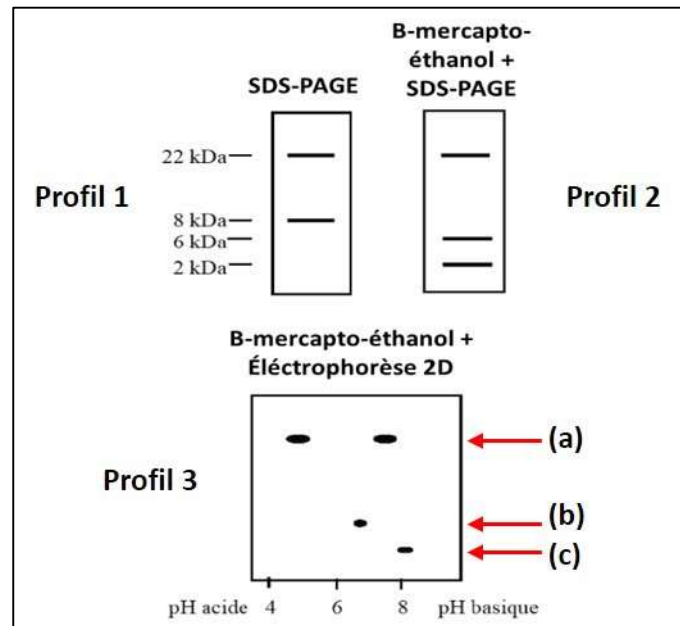 B-mercapto-
éthanol +
SDS-PAGE
SDS-PAGE
22 kDa
Profil 1
Profil 2
8 kDa
6 kDa
2 kDa
B-mercapto-éthanol +
Éléctrophorèse 2D
(a)
Profil 3
(b)
(c)
pH acide 4 6 8 pH basique